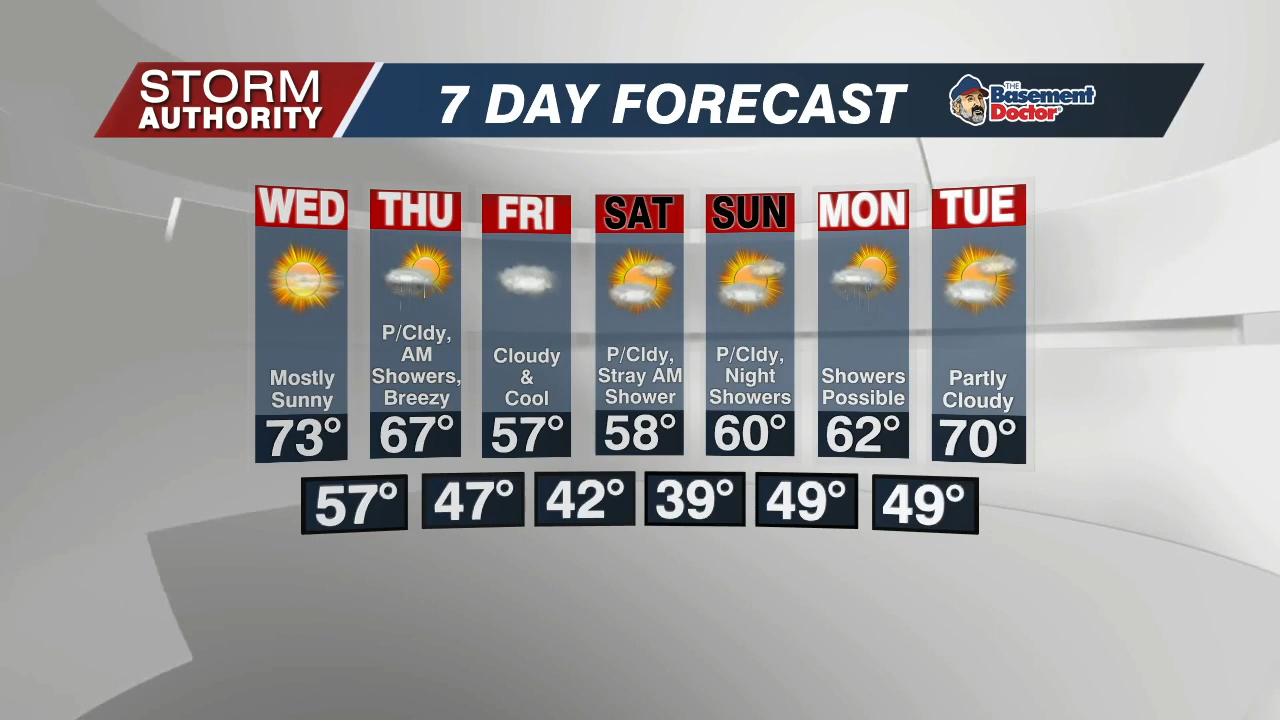 STORM
AUTHORITY
7 DAY FORECAST
THE
Basement
Doctor
WED
Mostly
Sunny
73°
THU
P/Cldy,
AM
Showers,
Breezy
67°
FRI
Cloudy
&
Cool
57°
SAT
P/Cldy,
Stray AM
Shower
58°
SUN
P/Cldy,
Night
Showers
60°
MON
Showers
Possible
62°
TUE
Partly
Cloudy
70°
57°
47°
42°
39°
49°
49°